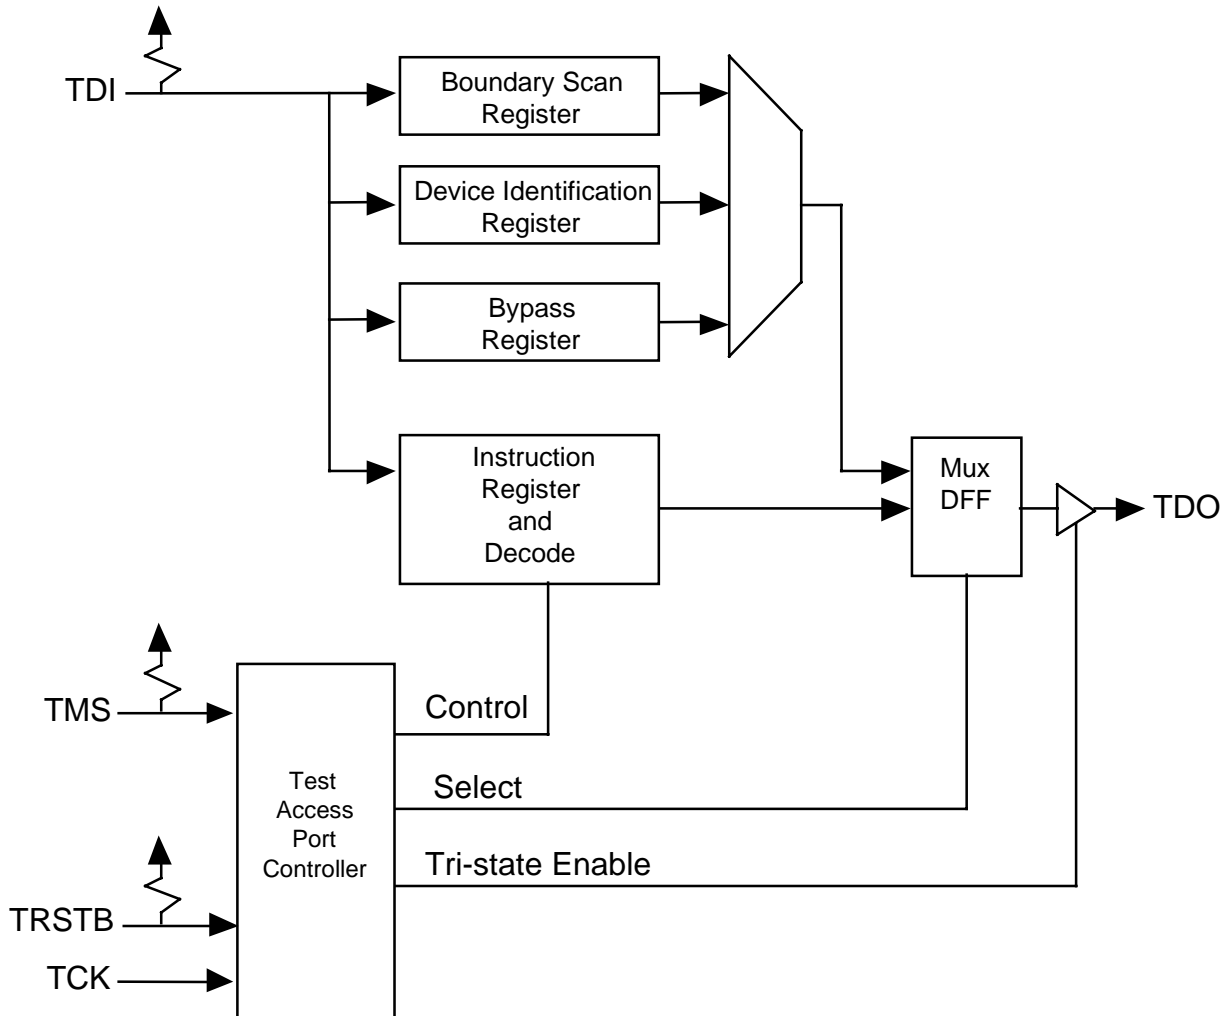 TDI
Boundary Scan
Register
Device Identification
Register
Bypass
Register
Instruction
Register
and
Decode
Mux
DFF
TDO
TMS
Control
Test
Access
Port
Controller
Select
Tri-state Enable
TRSTB
TCK